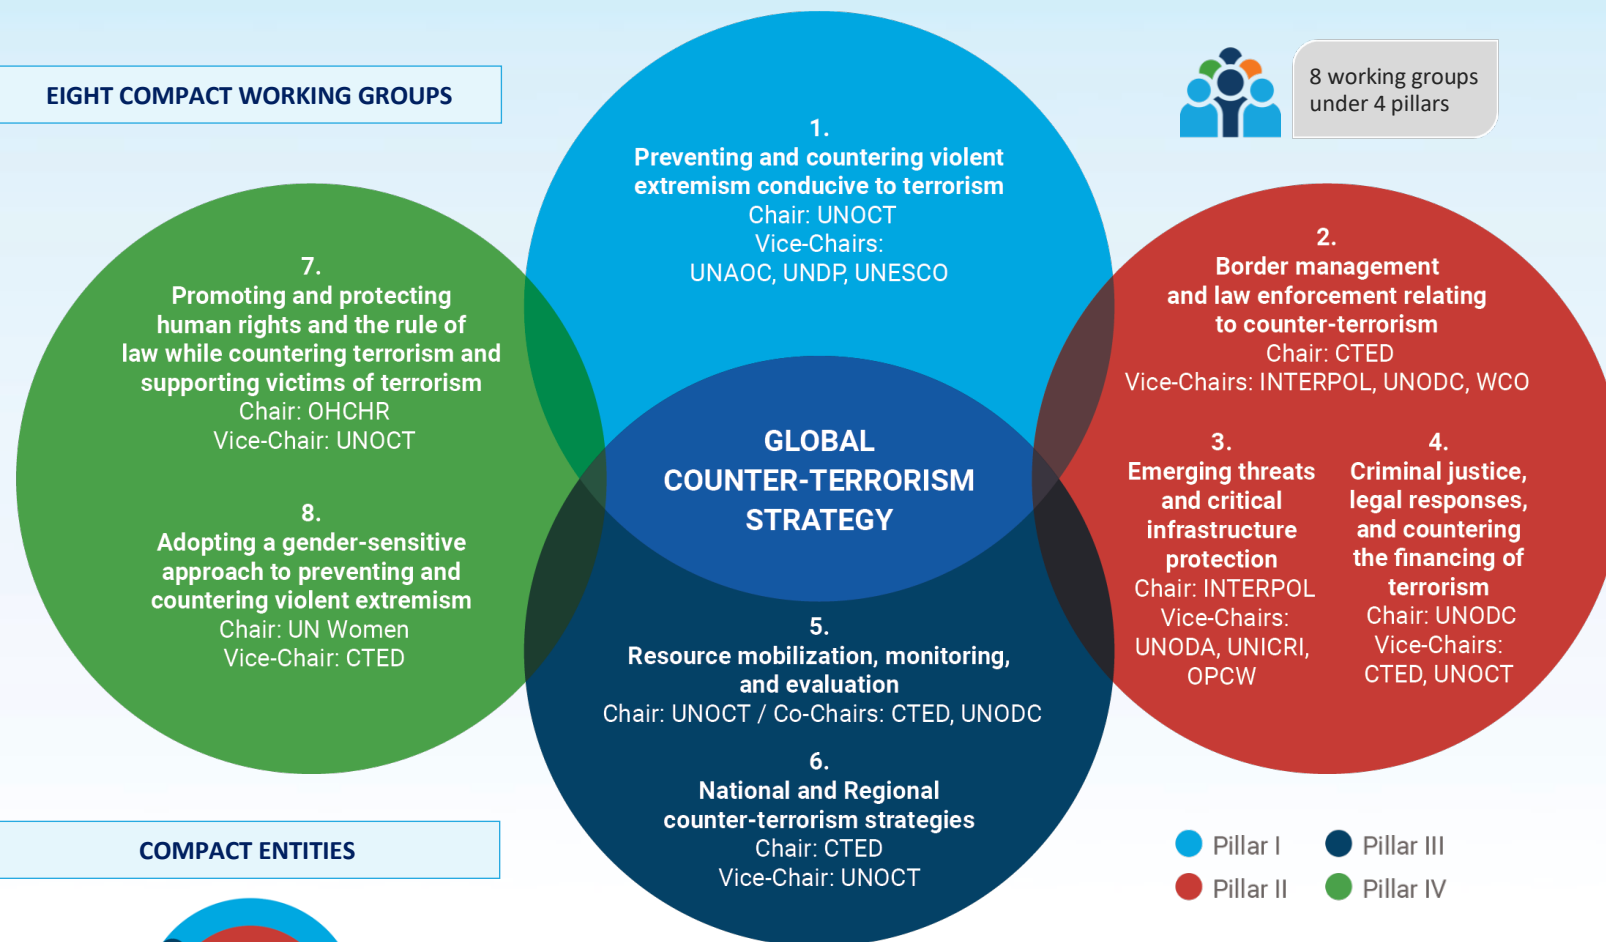 EIGHT COMPACT WORKING GROUPS
8 working groups
under 4 pillars
1.
Preventing and countering violent
extremism conducive to terrorism
Chair: UNOCT
Vice-Chairs:
UNAOC, UNDP, UNESCO
7.
Promoting and protecting
human rights and the rule of
law while countering terrorism and
supporting victims of terrorism
Chair: OHCHR
Vice-Chair: UNOCT
8.
Adopting a gender-sensitive
approach to preventing and
countering violent extremism
Chair: UN Women
Vice-Chair: CTED
GLOBAL
COUNTER-TERRORISM
STRATEGY
2.
Border management
and law enforcement relating
to counter-terrorism
Chair: CTED
Vice-Chairs: INTERPOL, UNODC, WCO
3.
Emerging threats
and critical
infrastructure
protection
Chair: INTERPOL
Vice-Chairs:
UNODA, UNICRI,
OPCW
4.
Criminal justice,
legal responses,
and countering
the financing of
terrorism
Chair: UNODC
Vice-Chairs:
CTED, UNOCT
5.
Resource mobilization, monitoring,
and evaluation
Chair: UNOCT / Co-Chairs: CTED, UNODC
6.
National and Regional
counter-terrorism strategies
Chair: CTED
Vice-Chair: UNOCT
COMPACT ENTITIES
Pillar I
Pillar III
Pillar II
Pillar IV